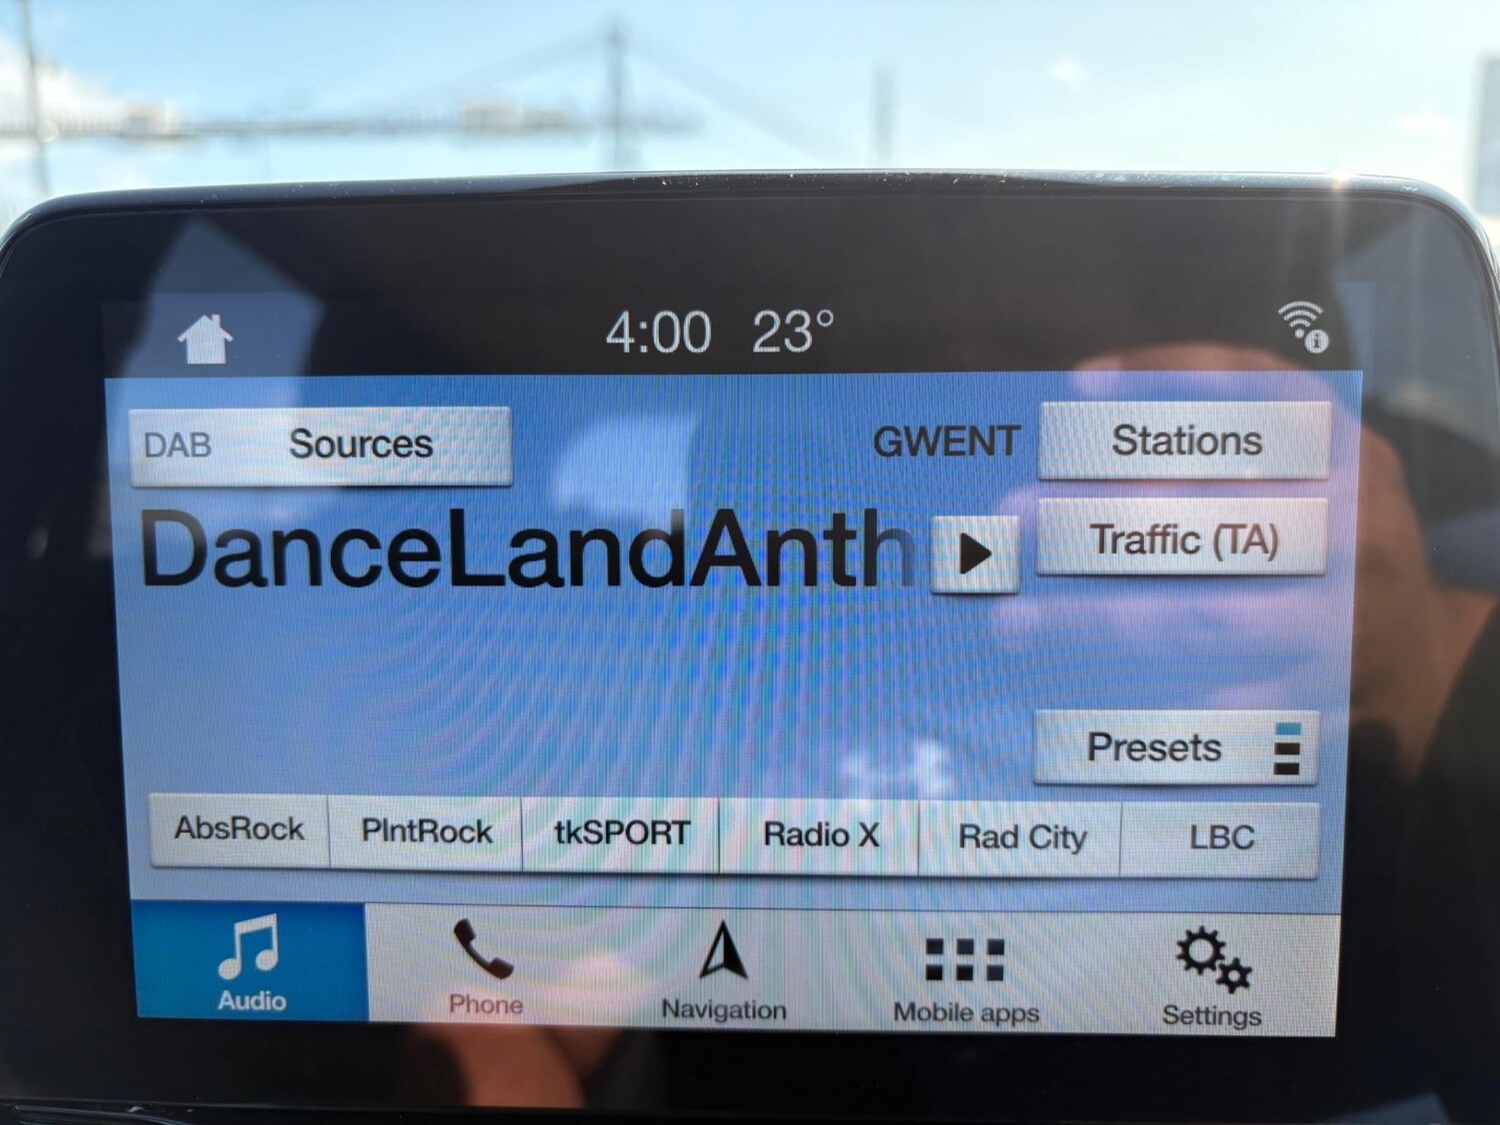 4:00 23°
DAB Sources GWENT Stations
DanceLandAnth
Traffic (TA)
Presets
AbsRock PlntRock tkSPORT Radio X Rad City LBC
Audio Phone Navigation Mobile apps Settings